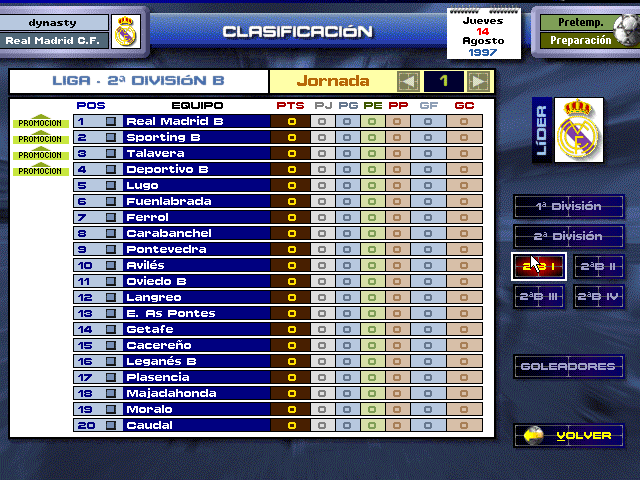 dynasty
Real Madrid C.F.
CLASIFICACIÓN
Jueves
14
Agosto
1997
Pretemp.
Preparación
LIGA - 2ª DIVISIÓN B
Jornada
1
POS EQUIPO PTS PJ PG PE PP GF GC
PROMOCION 1 Real Madrid B 0 0 0 0 0 0 0
PROMOCION 2 Sporting B 0 0 0 0 0 0 0
PROMOCION 3 Talavera 0 0 0 0 0 0 0
PROMOCION 4 Deportivo B 0 0 0 0 0 0 0
5 Lugo 0 0 0 0 0 0 0
6 Fuenlabrada 0 0 0 0 0 0 0
7 Ferrol 0 0 0 0 0 0 0
8 Carabanchel 0 0 0 0 0 0 0
9 Pontevedra 0 0 0 0 0 0 0
10 Avilés 0 0 0 0 0 0 0
11 Oviedo B 0 0 0 0 0 0 0
12 Langreo 0 0 0 0 0 0 0
13 E. As Pontes 0 0 0 0 0 0 0
14 Getafe 0 0 0 0 0 0 0
15 Cacereño 0 0 0 0 0 0 0
16 Leganés B 0 0 0 0 0 0 0
17 Plasencia 0 0 0 0 0 0 0
18 Majadahonda 0 0 0 0 0 0 0
19 Moralo 0 0 0 0 0 0 0
20 Caudal 0 0 0 0 0 0 0
LÍDER
1ª División
2ª División
2ªB I 2ªB II
2ªB III 2ªB IV
GOLEADORES
VOLVER